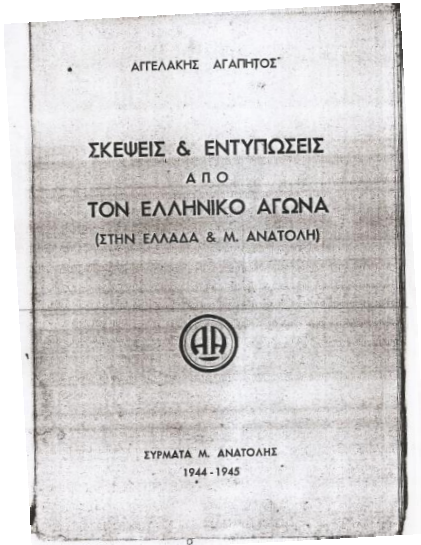 ΑΓΓΕΛΑΚΗΣ ΑΓΑΠΗΤΟΣ
ΣΚΕΨΕΙΣ & ΕΝΤΥΠΩΣΕΙΣ
ΑΠΟ
ΤΟΝ ΕΛΛΗΝΙΚΟ ΑΓΩΝΑ
(ΣΤΗΝ ΕΛΛΑΔΑ & Μ. ΑΝΑΤΟΛΗ)
ΑΑ
ΣΥΡΜΑΤΑ Μ. ΑΝΑΤΟΛΗΣ
1944-1945